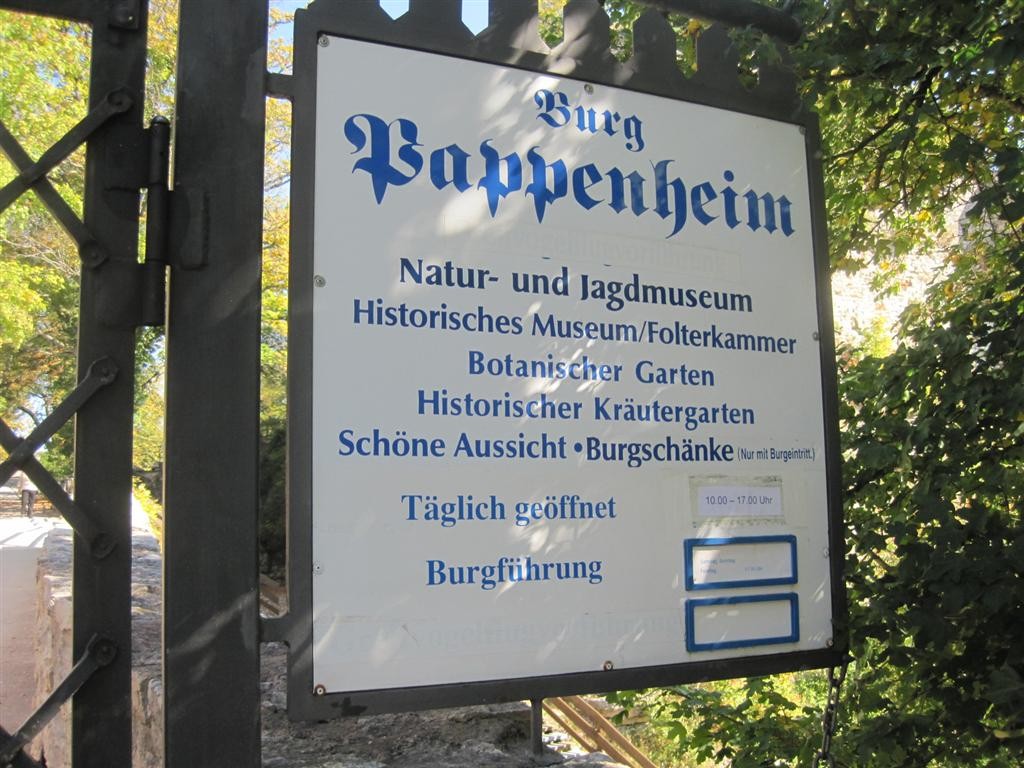 Burg
Pappenheim
Natur- und Jagdmuseum
Historisches Museum/Folterkammer
Botanischer Garten
Historischer Kräutergarten
Schöne Aussicht • Burgschänke (Nur mit Burgeintritt.)
Täglich geöffnet 10.00 – 17.00 Uhr
Burgführung